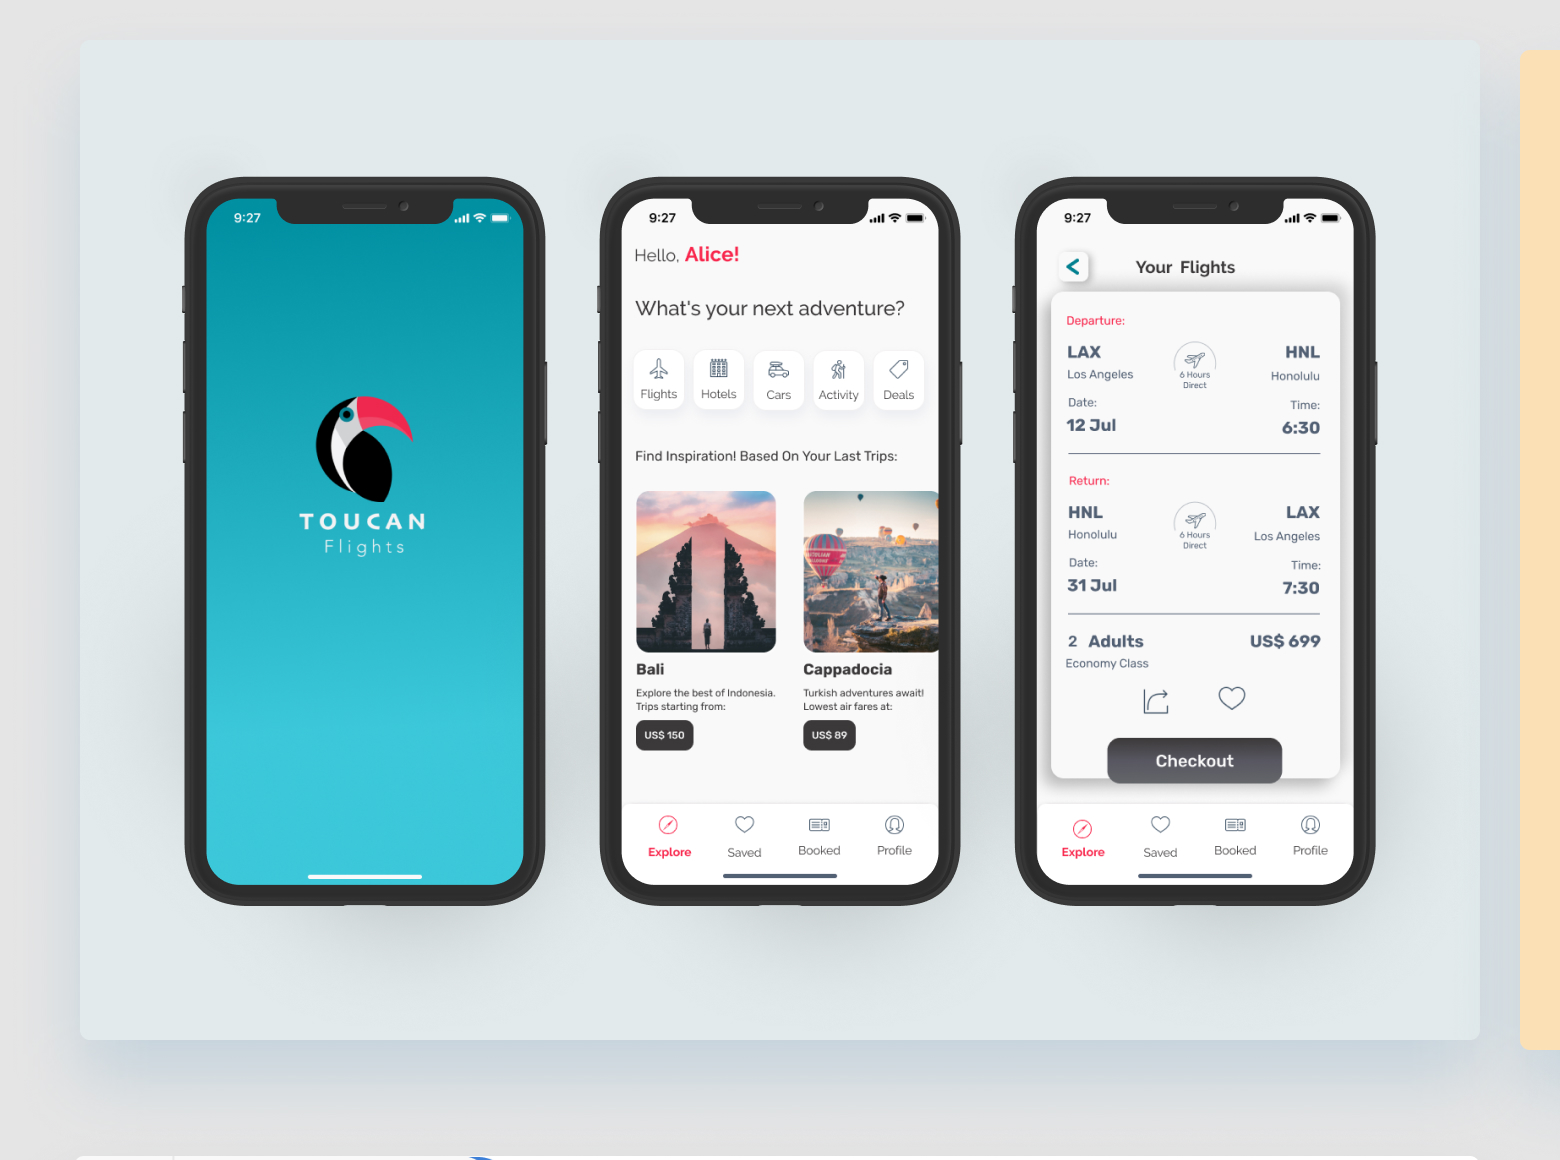 9:27
TOUCAN
Flights
9:27
Hello, Alice!
What's your next adventure?
Flights Hotels Cars Activity Deals
Find Inspiration! Based On Your Last Trips:
Bali
Explore the best of Indonesia.
Trips starting from:
US$ 150
Cappadocia
Turkish adventures await!
Lowest air fares at:
US$ 89
Explore Saved Booked Profile
9:27
Your Flights
Departure:
LAX HNL
Los Angeles Honolulu
6 Hours
Direct
Date: Time:
12 Jul 6:30
Return:
HNL LAX
Honolulu Los Angeles
6 Hours
Direct
Date: Time:
31 Jul 7:30
2 Adults US$ 699
Economy Class
Checkout
Explore Saved Booked Profile